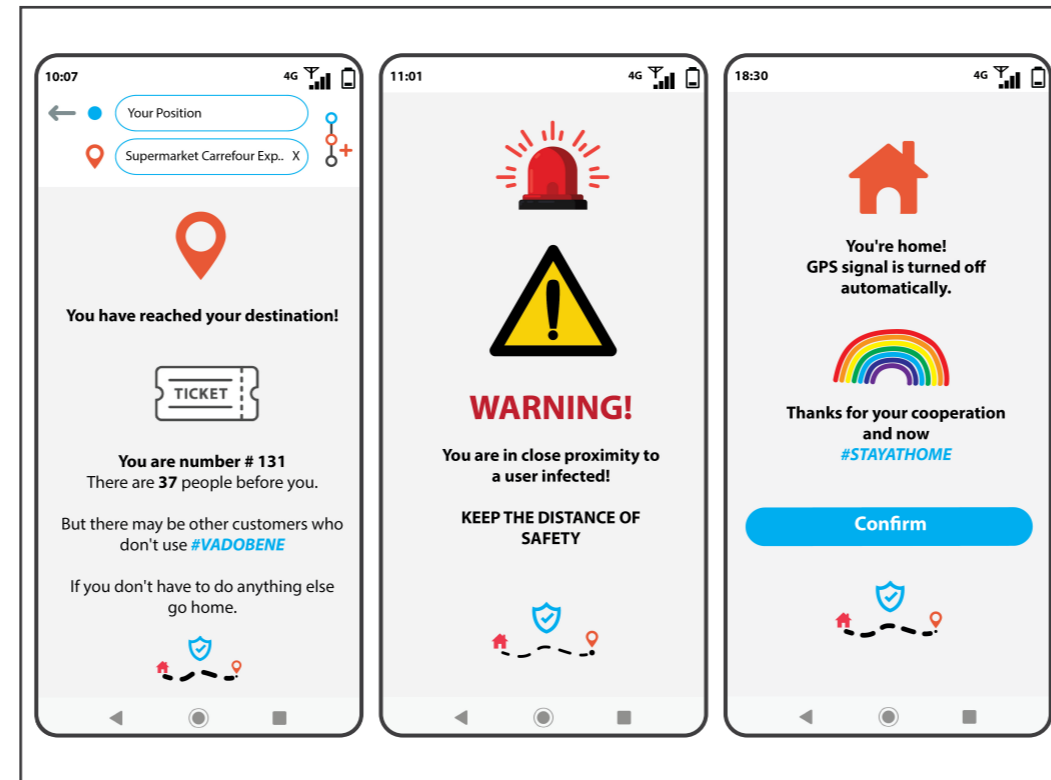 10:07
4G
Your Position
Supermarket Carrefour Exp.. X
You have reached your destination!
TICKET
You are number # 131
There are 37 people before you.
But there may be other customers who
don't use #VADOBENE
If you don't have to do anything else
go home.
11:01
4G
WARNING!
You are in close proximity to
a user infected!
KEEP THE DISTANCE OF
SAFETY
18:30
4G
You're home!
GPS signal is turned off
automatically.
Thanks for your cooperation
and now
#STAYATHOME
Confirm